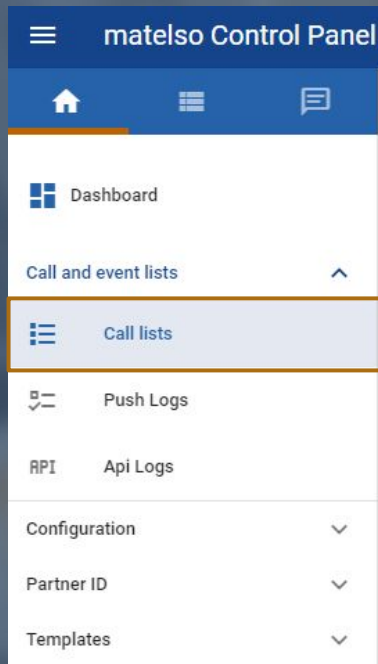 matelso Control Panel
Dashboard
Call and event lists
Call lists
Push Logs
API Api Logs
Configuration
Partner ID
Templates